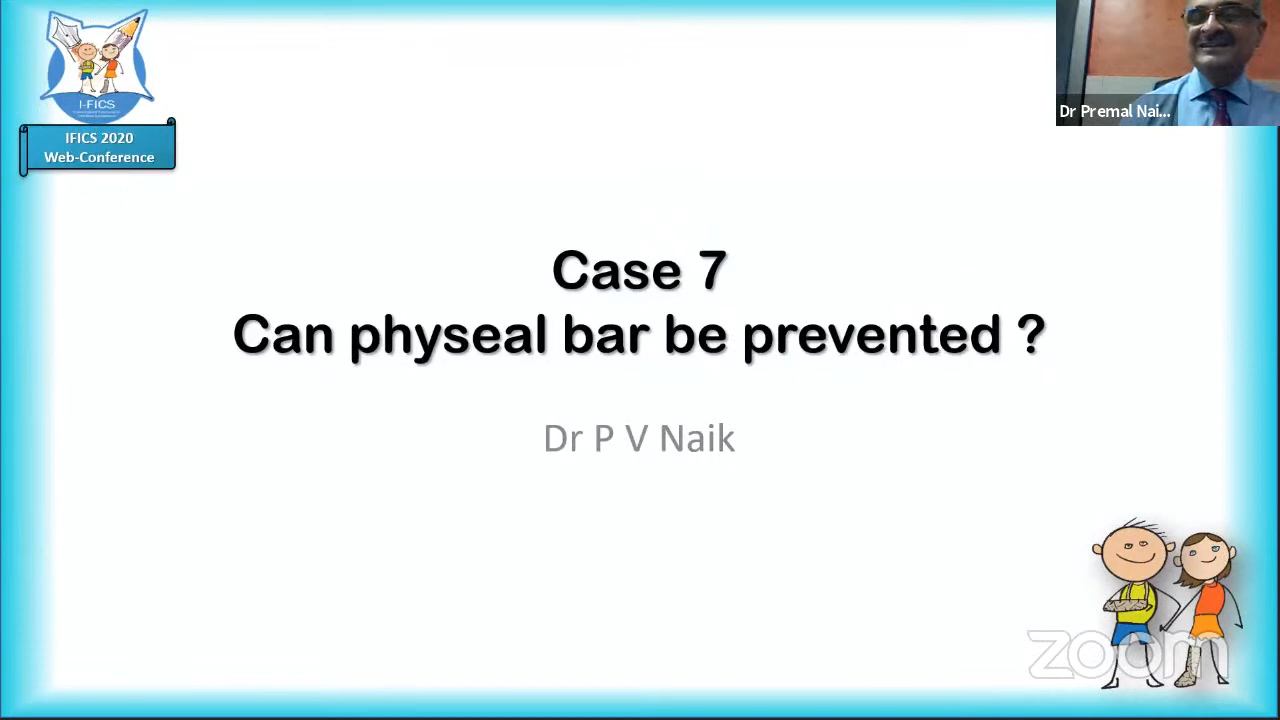 I-FICS
IFICS 2020
Web-Conference
Dr Premal Nai...
Case 7
Can physeal bar be prevented ?
Dr P V Naik
zoom